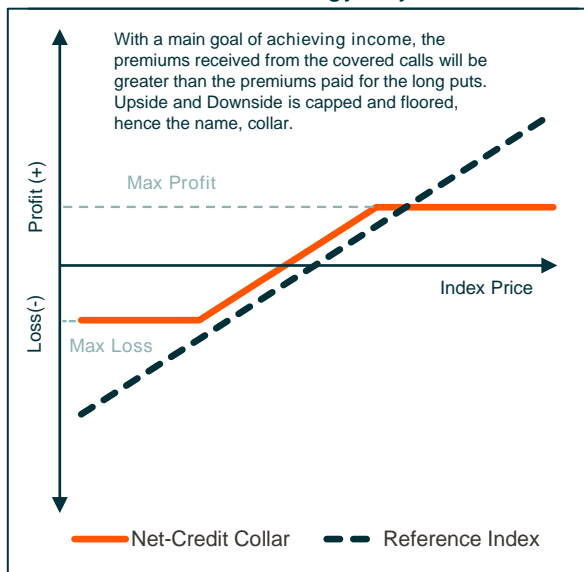 With a main goal of achieving income, the
premiums received from the covered calls will be
greater than the premiums paid for the long puts.
Upside and Downside is capped and floored,
hence the name, collar.
Max Profit
Profit (+)
Index Price
Loss(-)
Max Loss
Net-Credit Collar
Reference Index